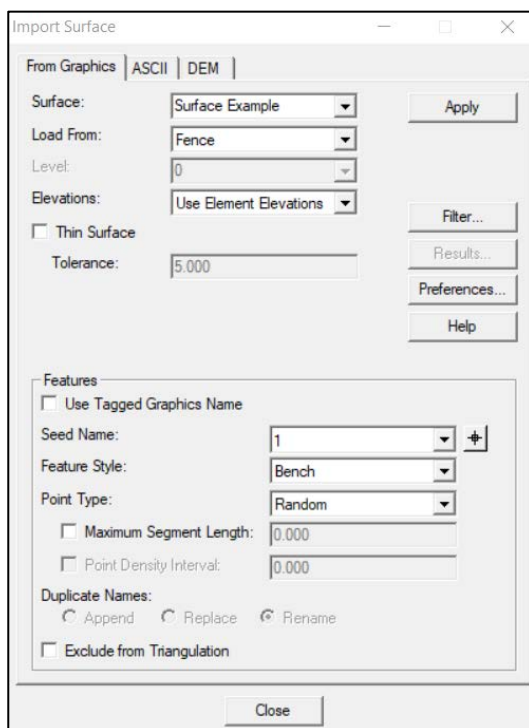 Import Surface
From Graphics ASCII DEM
Surface: Surface Example Apply
Load From: Fence
Level: 0
Elevations: Use Element Elevations
Filter...
Thin Surface
Results...
Tolerance: 5.000
Preferences...
Help
Features
Use Tagged Graphics Name
Seed Name: 1
Feature Style: Bench
Point Type: Random
Maximum Segment Length: 0.000
Point Density Interval: 0.000
Duplicate Names:
Append Replace Rename
Exclude from Triangulation
Close